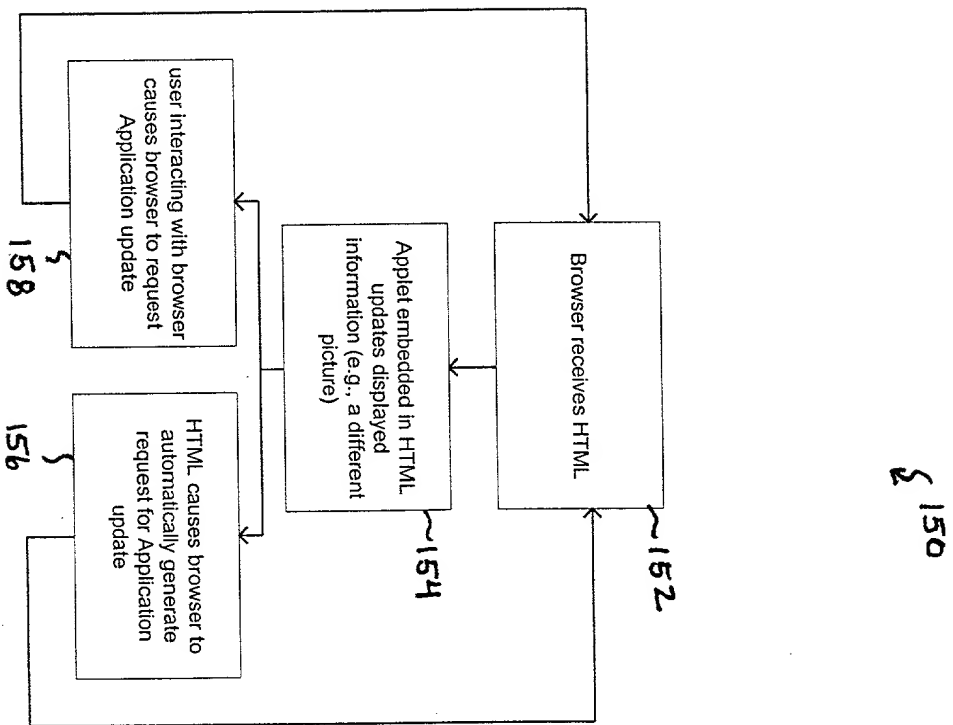 150
Browser receives HTML
152
Applet embedded in HTML
updates displayed
information (e.g., a different
picture)
154
user interacting with browser
causes browser to request
Application update
158
HTML causes browser to
automatically generate
request for Application
update
156